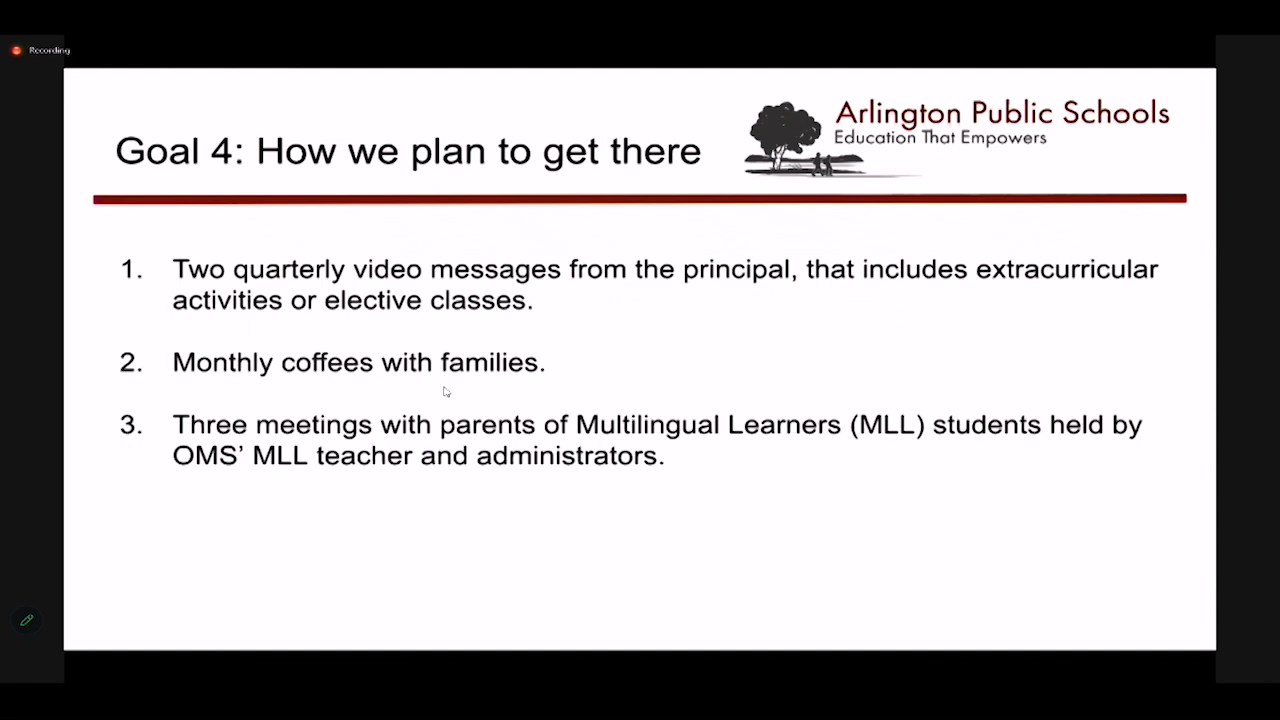 Recording
Arlington Public Schools
Education That Empowers
Goal 4: How we plan to get there
1. Two quarterly video messages from the principal, that includes extracurricular
activities or elective classes.
2. Monthly coffees with families.
3. Three meetings with parents of Multilingual Learners (MLL) students held by
OMS’ MLL teacher and administrators.